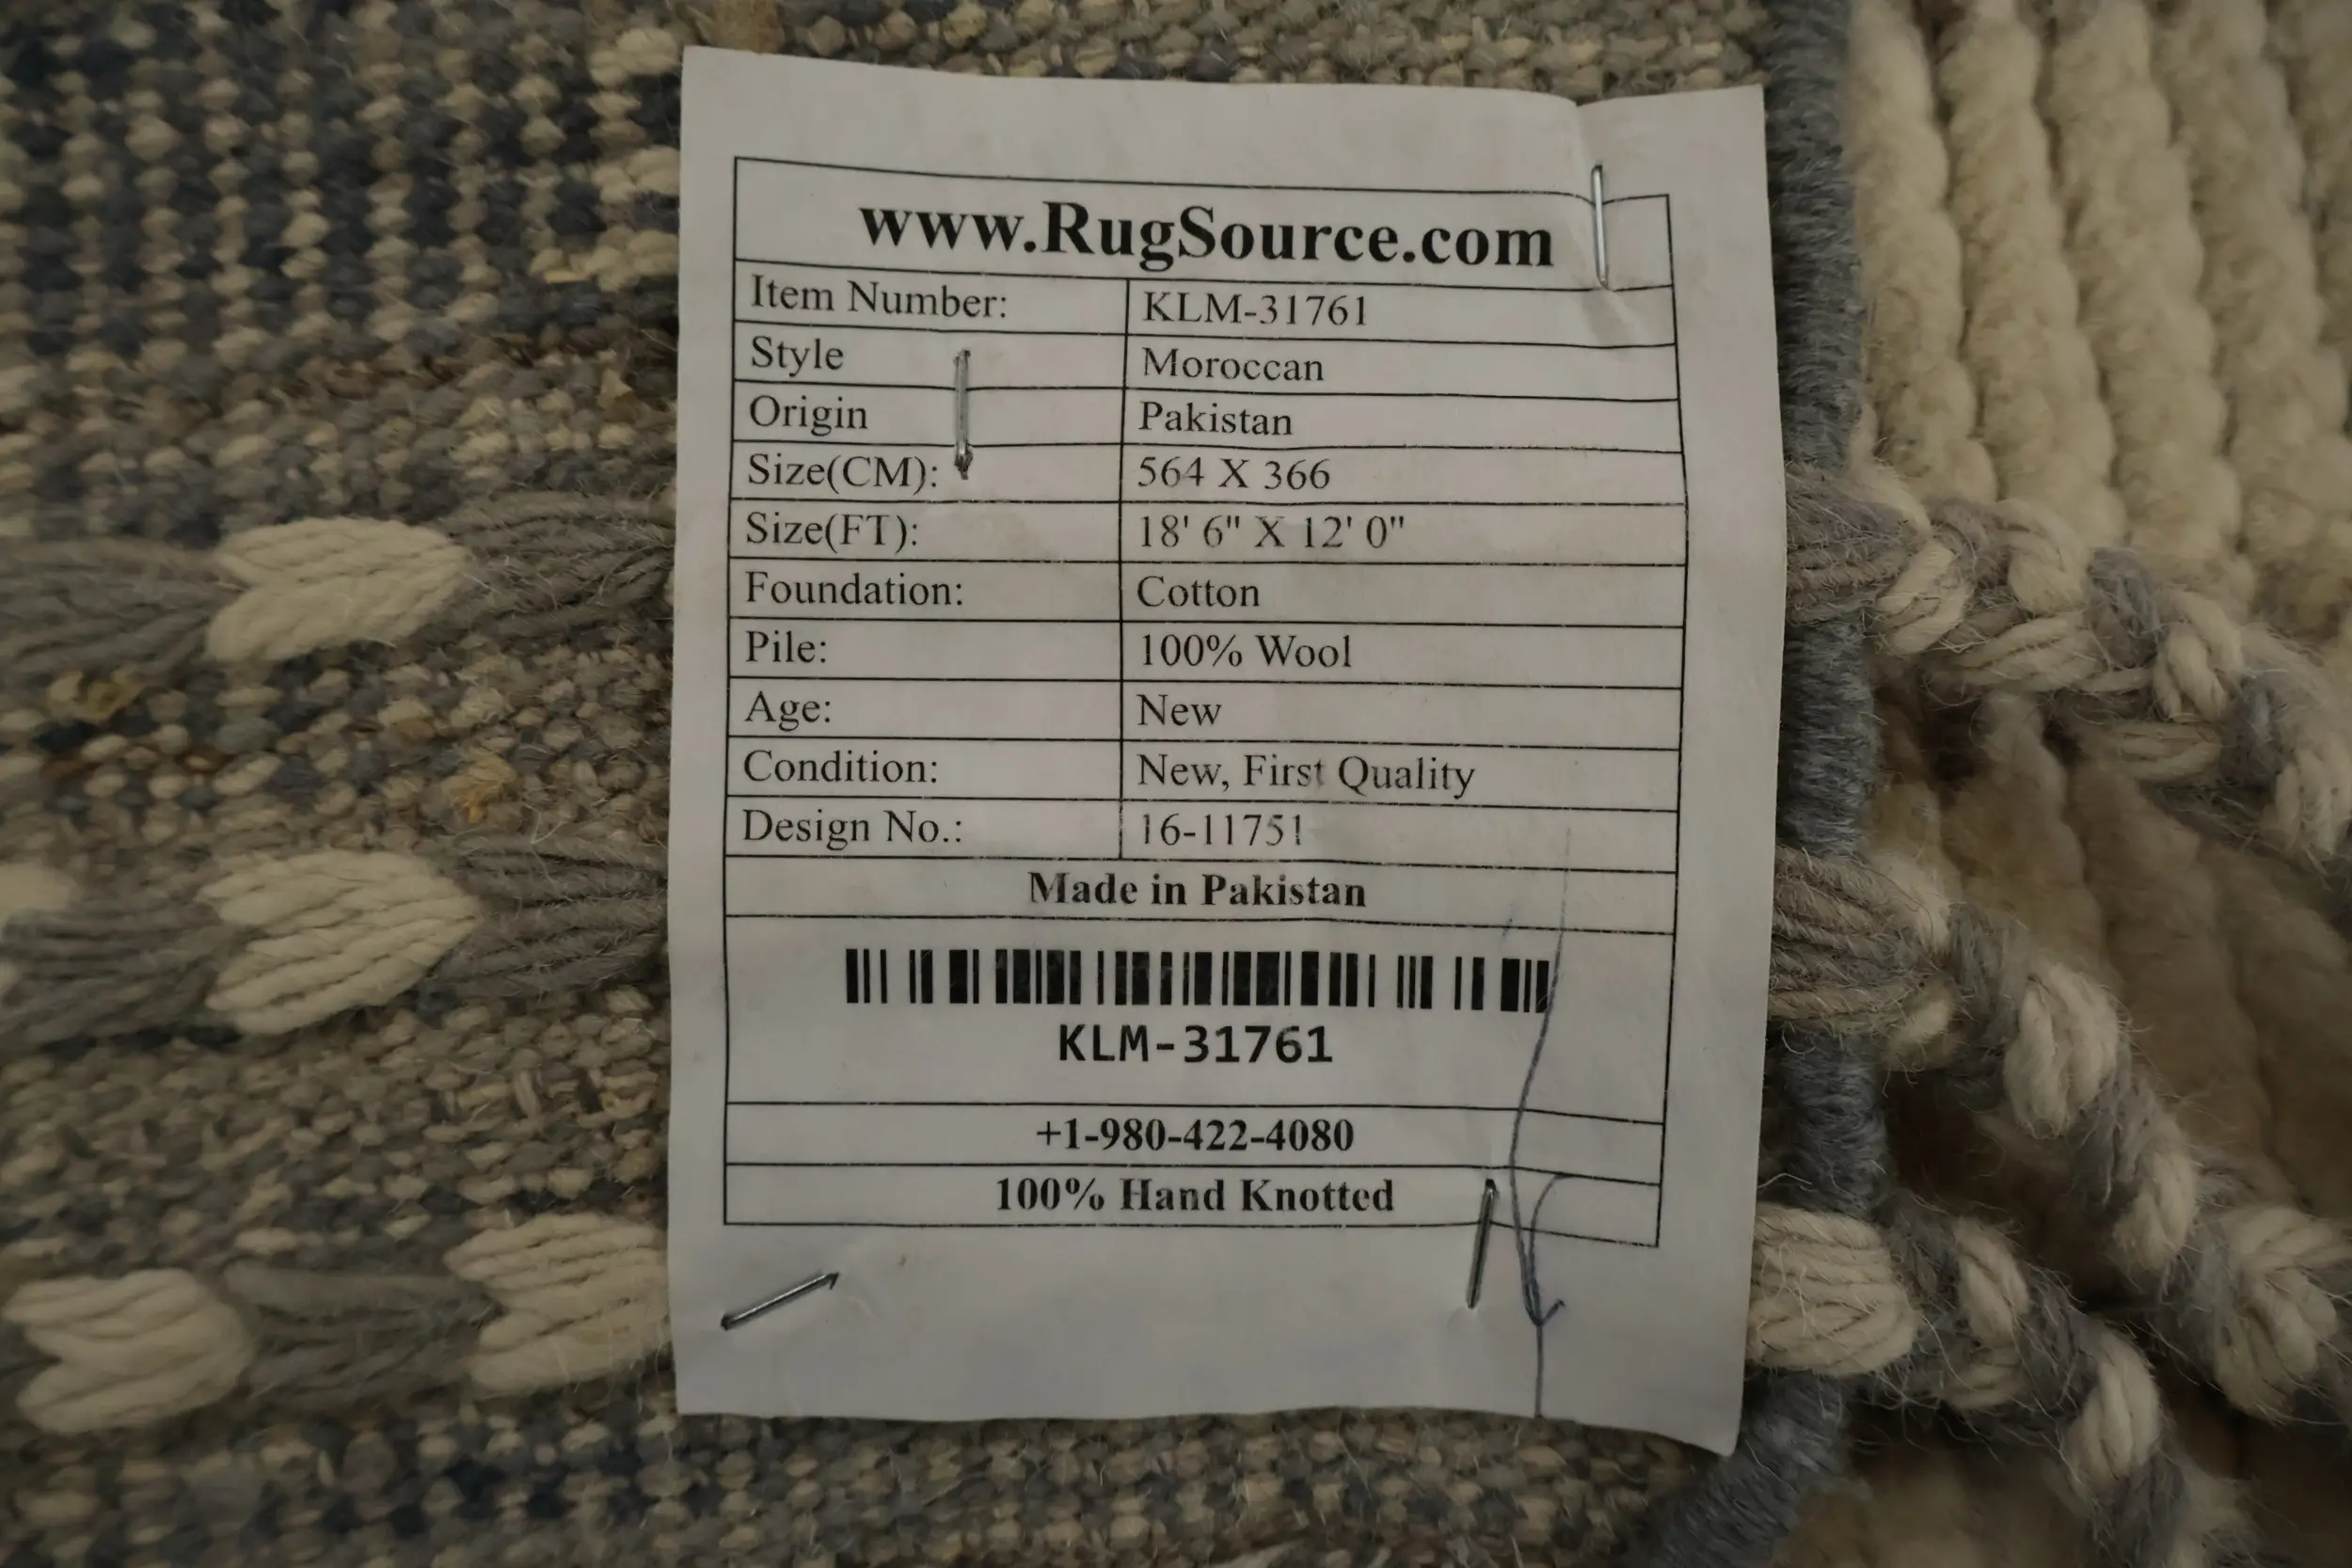 www.RugSource.com
Item Number: KLM-31761
Style Moroccan
Origin Pakistan
Size(CM): 564 X 366
Size(FT): 18' 6" X 12' 0"
Foundation: Cotton
Pile: 100% Wool
Age: New
Condition: New, First Quality
Design No.: 16-11751
Made in Pakistan
KLM-31761
+1-980-422-4080
100% Hand Knotted